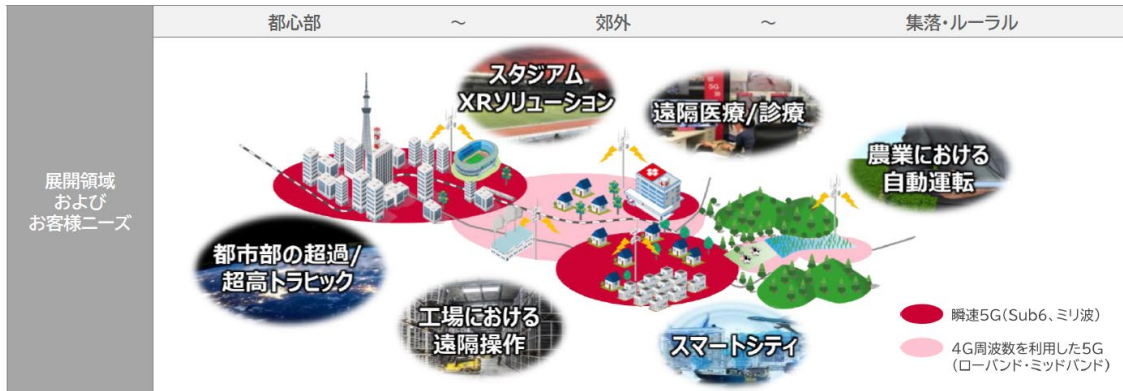 都心部 ～ 郊外 ～ 集落・ルーラル
展開領域
および
お客様ニーズ
スタジアム
XRソリューション
遠隔医療/診療
農業における
自動運転
都市部の超過/
超高トラヒック
工場における
遠隔操作
スマートシティ
瞬速5G(Sub6、ミリ波)
4G周波数を利用した5G
(ローバンド・ミッドバンド)